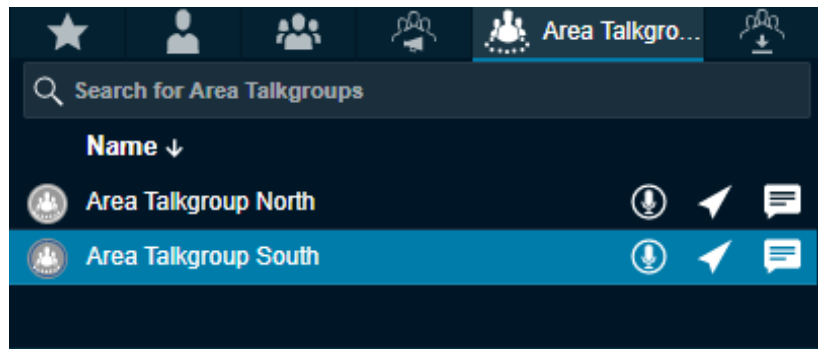 Area Talkgro...
Search for Area Talkgroups
Name ↓
Area Talkgroup North
Area Talkgroup South